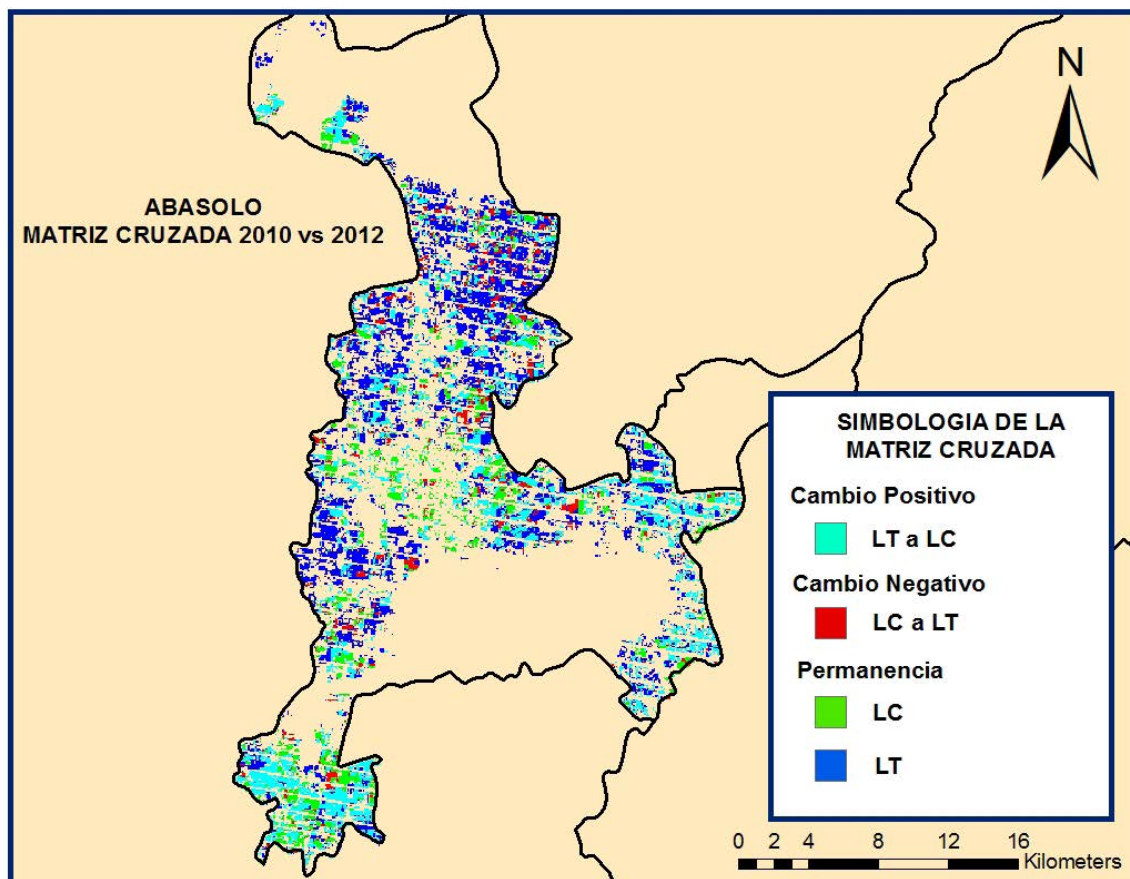 N
ABASOLO
MATRIZ CRUZADA 2010 vs 2012
SIMBOLOGIA DE LA
MATRIZ CRUZADA
Cambio Positivo
LT a LC
Cambio Negativo
LC a LT
Permanencia
LC
LT
0 2 4 8 12 16
Kilometers